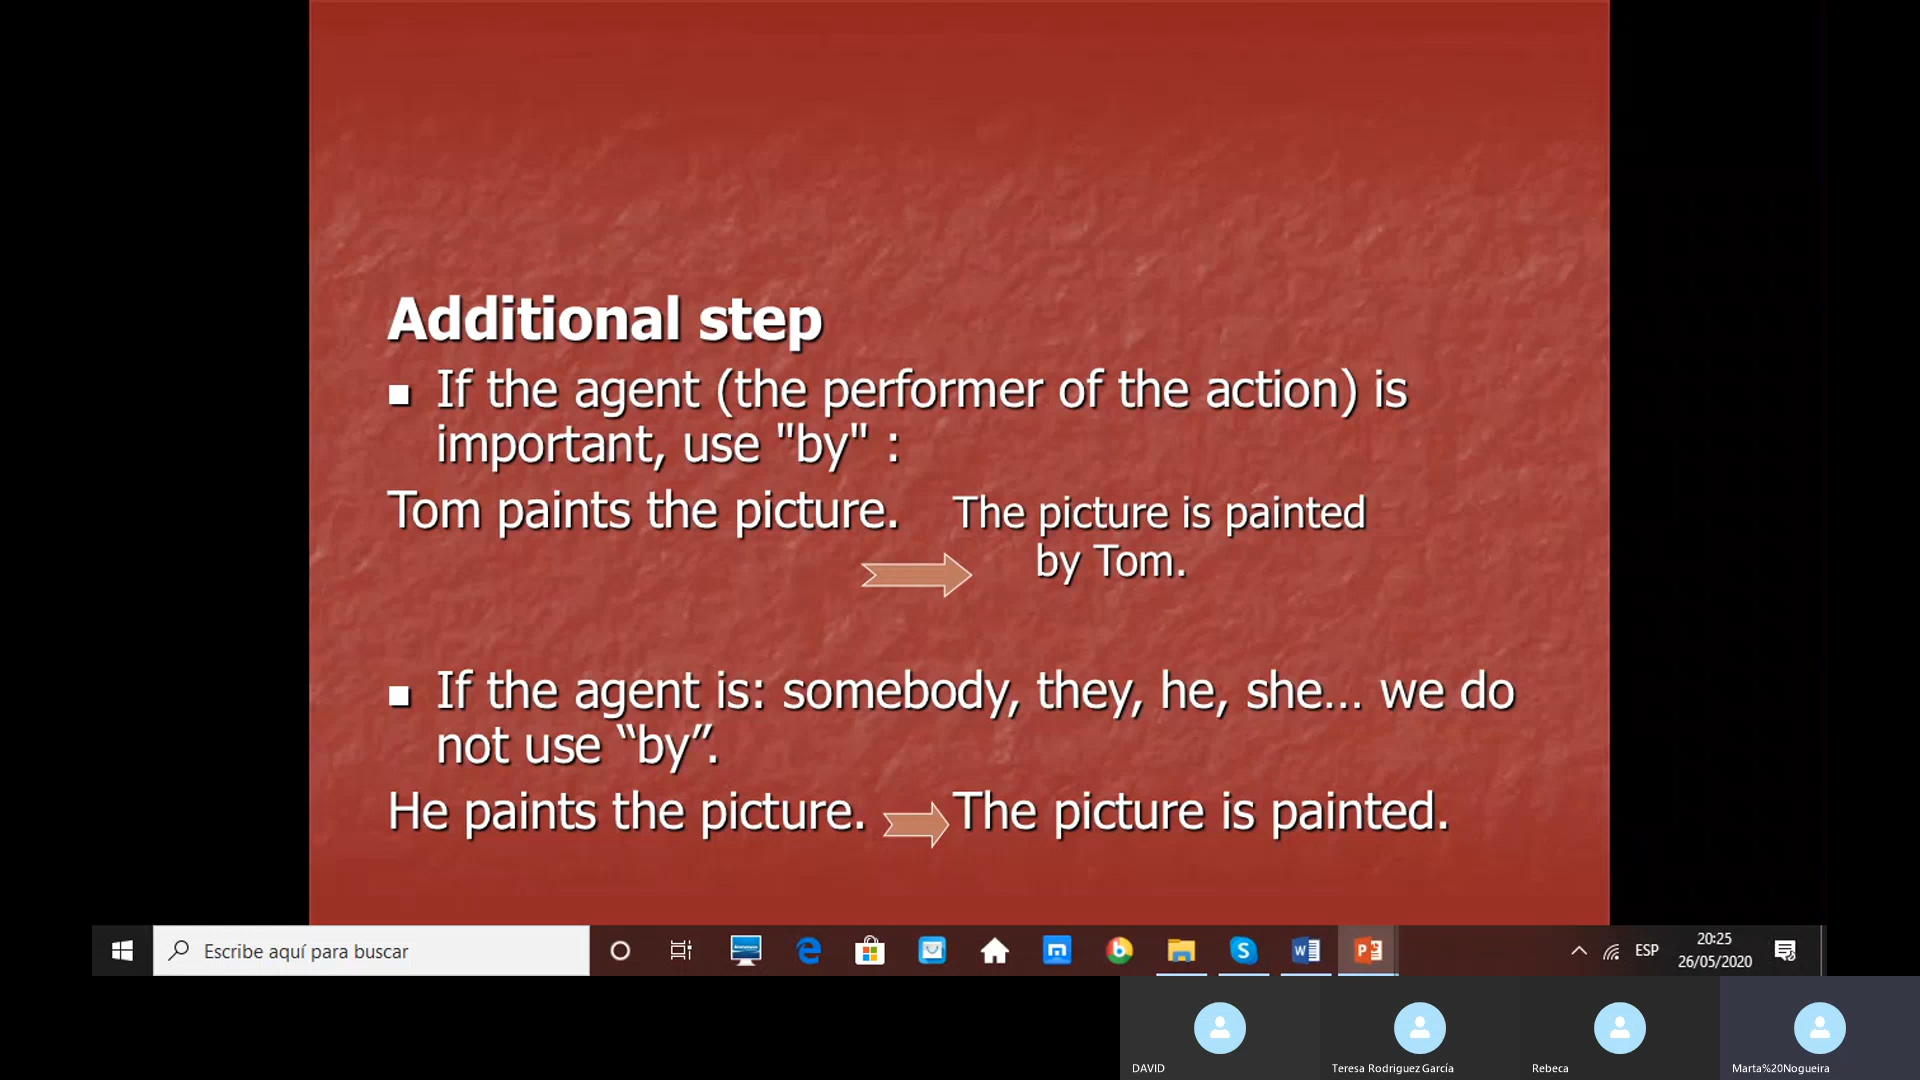 Additional step
If the agent (the performer of the action) is
important, use "by" :
Tom paints the picture. The picture is painted
by Tom.
If the agent is: somebody, they, he, she... we do
not use “by”.
He paints the picture. The picture is painted.
Escribe aquí para buscar
ESP
20:25
26/05/2020
DAVID
Teresa Rodriguez García
Rebeca
Marta%20Nogueira